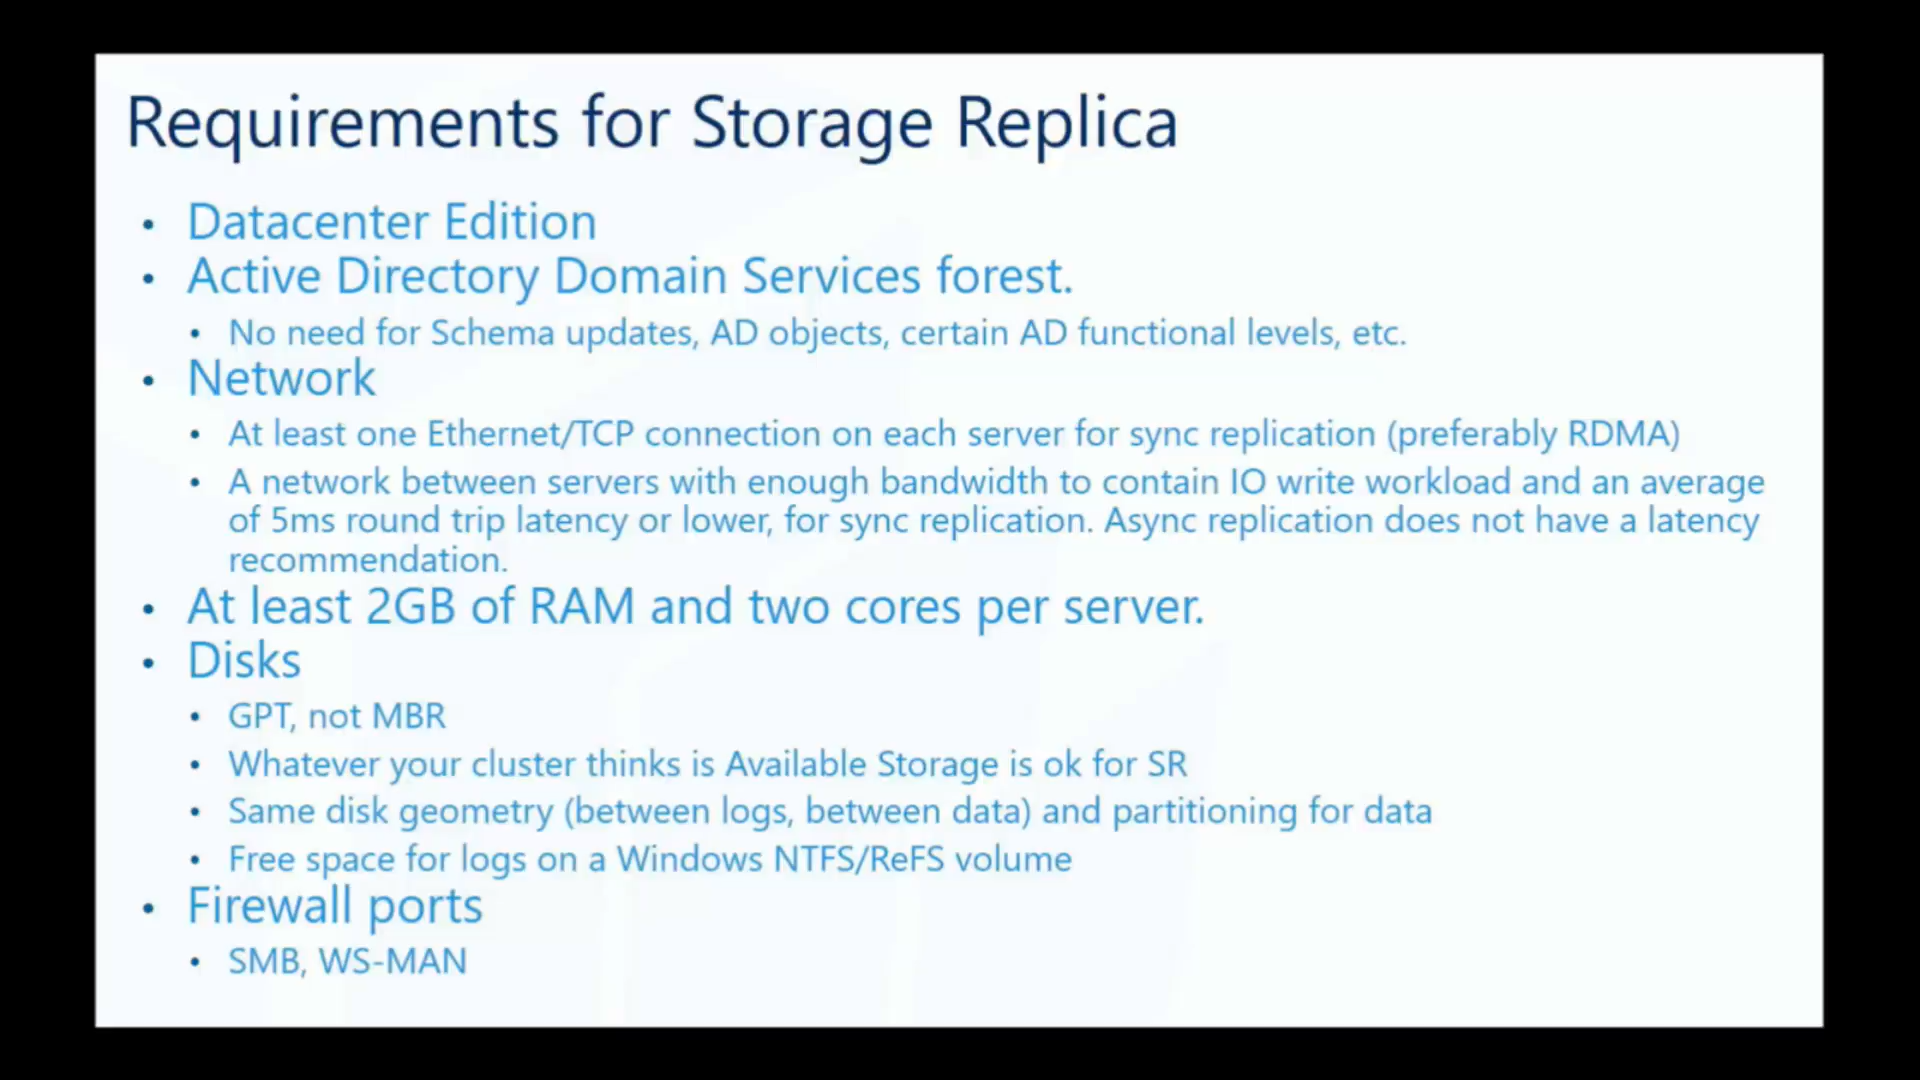 Requirements for Storage Replica
• Datacenter Edition
• Active Directory Domain Services forest.
• No need for Schema updates, AD objects, certain AD functional levels, etc.
• Network
• At least one Ethernet/TCP connection on each server for sync replication (preferably RDMA)
• A network between servers with enough bandwidth to contain IO write workload and an average
of 5ms round trip latency or lower, for sync replication. Async replication does not have a latency
recommendation.
• At least 2GB of RAM and two cores per server.
• Disks
• GPT, not MBR
• Whatever your cluster thinks is Available Storage is ok for SR
• Same disk geometry (between logs, between data) and partitioning for data
• Free space for logs on a Windows NTFS/ReFS volume
• Firewall ports
• SMB, WS-MAN